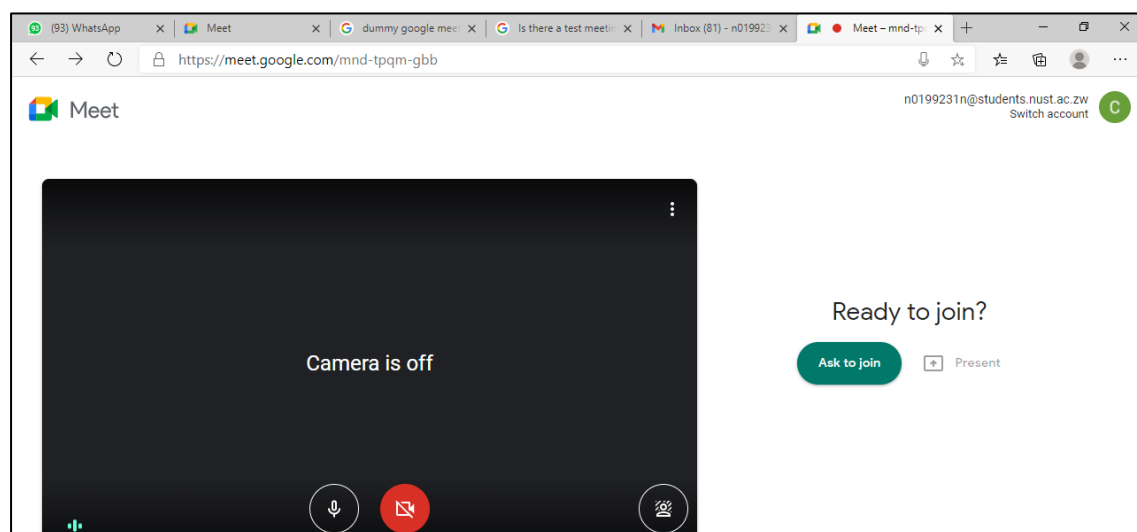 (93) WhatsApp
Meet
dummy google meet
Is there a test meetin
Inbox (81) - n019923
Meet – mnd-tp
https://meet.google.com/mnd-tpqm-gbb
Meet
n0199231n@students.nust.ac.zw
Switch account
C
Ready to join?
Camera is off
Ask to join
Present